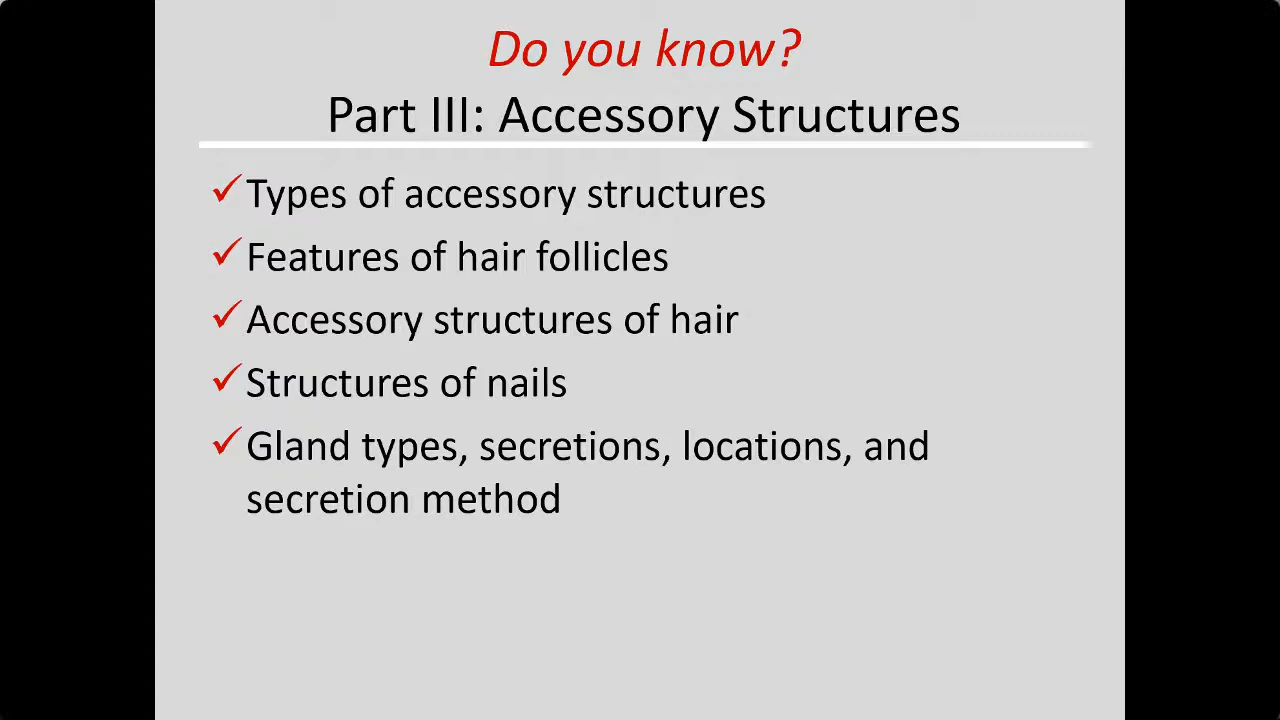 Do you know?
Part III: Accessory Structures
✓Types of accessory structures
✓Features of hair follicles
✓Accessory structures of hair
✓Structures of nails
✓Gland types, secretions, locations, and
secretion method